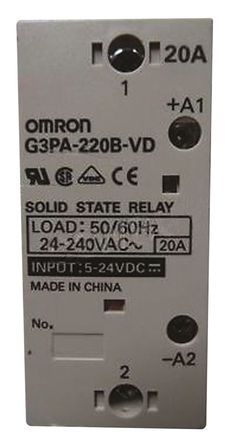 20A
1
+A1
OMRON
G3PA-220B-VD
SOLID STATE RELAY
LOAD: 50/60Hz
24-240VAC~ 20A
INPUT: 5-24VDC
MADE IN CHINA
No.
-A2
2